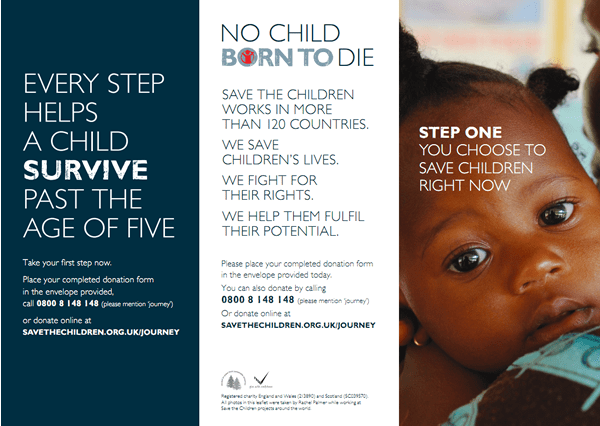 EVERY STEP
HELPS
A CHILD
SURVIVE
PAST THE
AGE OF FIVE
Take your first step now.
Place your completed donation form
in the envelope provided,
call 0800 8 148 148 (please mention 'journey')
or donate online at
SAVETHECHILDREN.ORG.UK/JOURNEY
NO CHILD
BORN TO DIE
SAVE THE CHILDREN
WORKS IN MORE
THAN 120 COUNTRIES.
WE SAVE
CHILDREN'S LIVES.
WE FIGHT FOR
THEIR RIGHTS.
WE HELP THEM FULFIL
THEIR POTENTIAL.
Please place your completed donation form
in the envelope provided today.
You can also donate by calling
0800 8 148 148 (please mention 'journey')
Or donate online at
SAVETHECHILDREN.ORG.UK/JOURNEY
Registered charity England and Wales (213890) and Scotland (SC039570).
All photos in this leaflet were taken by Rachel Palmer while working at
Save the Children projects around the world.
STEP ONE
YOU CHOOSE TO
SAVE CHILDREN
RIGHT NOW